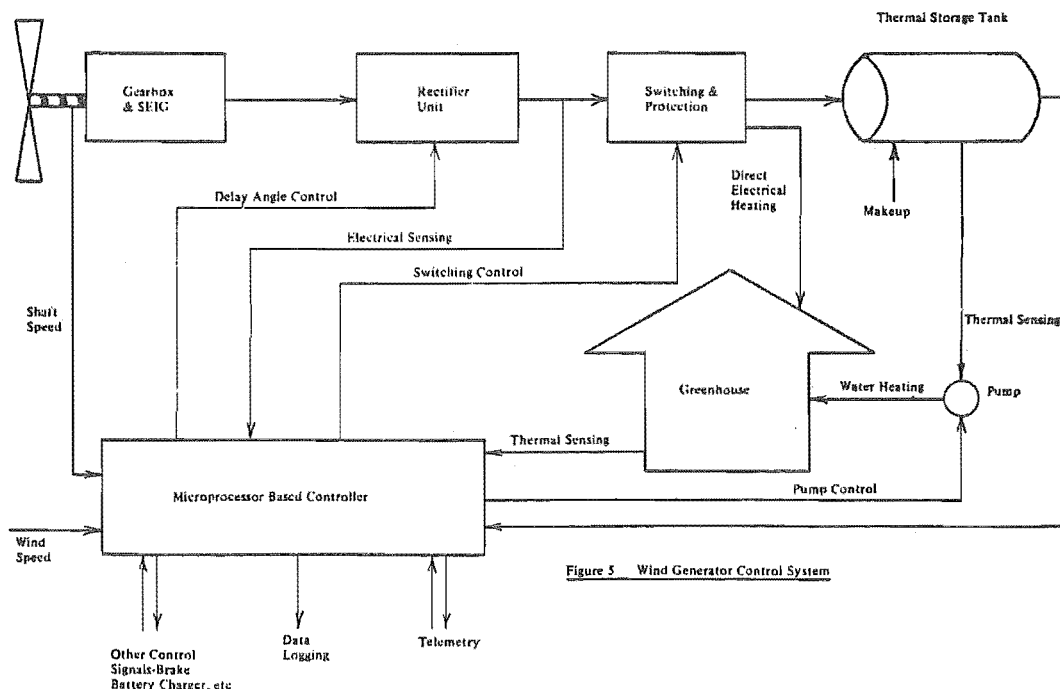 Thermal Storage Tank
Gearbox
& SEIG
Rectifier
Unit
Switching &
Protection
Direct
Electrical
Heating
Makeup
Delay Angle Control
Electrical Sensing
Switching Control
Shaft
Speed
Thermal Sensing
Greenhouse
Water Heating
Pump
Thermal Sensing
Microprocessor Based Controller
Pump Control
Wind
Speed
Figure 5 Wind Generator Control System
Other Control
Signals-Brake
Battery Charger, etc
Data
Logging
Telemetry